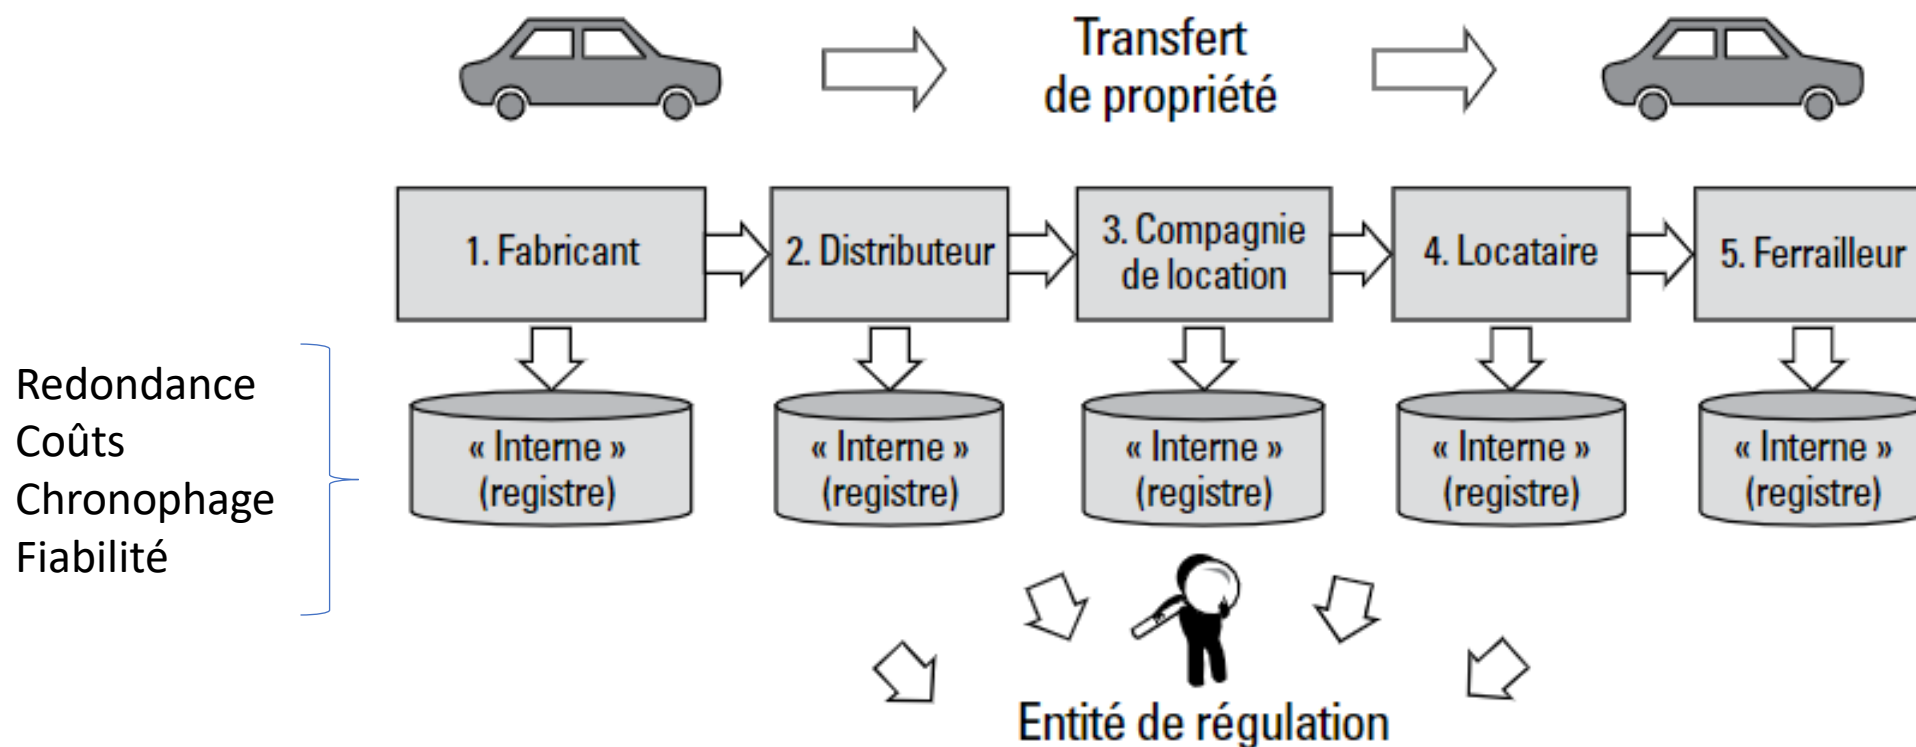 Transfert
de propriété
1. Fabricant
2. Distributeur
3. Compagnie
de location
4. Locataire
5. Ferrailleur
Redondance
Coûts
Chronophage
Fiabilité
« Interne »
(registre)
« Interne »
(registre)
« Interne »
(registre)
« Interne »
(registre)
« Interne »
(registre)
Entité de régulation